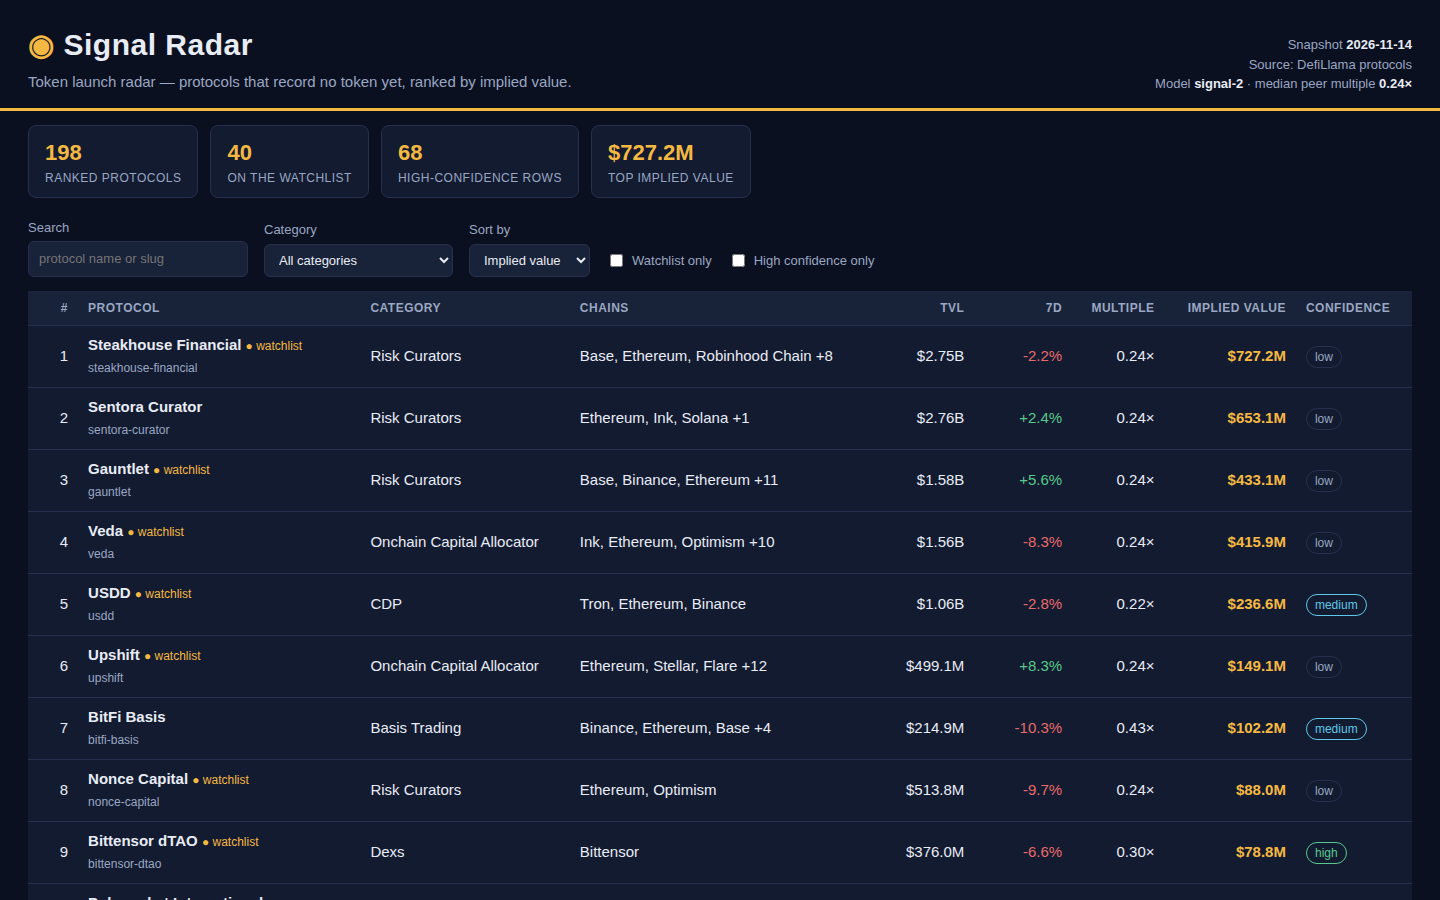 Signal Radar
Token launch radar — protocols that record no token yet, ranked by implied value.
Snapshot 2026-11-14
Source: DefiLlama protocols
Model signal-2 · median peer multiple 0.24×
198
RANKED PROTOCOLS
40
ON THE WATCHLIST
68
HIGH-CONFIDENCE ROWS
$727.2M
TOP IMPLIED VALUE
Search
protocol name or slug
Category
All categories
Sort by
Implied value
Watchlist only
High confidence only
# PROTOCOL CATEGORY CHAINS TVL 7D MULTIPLE IMPLIED VALUE CONFIDENCE
1 Steakhouse Financial ● watchlist Risk Curators Base, Ethereum, Robinhood Chain +8 $2.75B -2.2% 0.24× $727.2M low
steakhouse-financial
2 Sentora Curator Risk Curators Ethereum, Ink, Solana +1 $2.76B +2.4% 0.24× $653.1M low
sentora-curator
3 Gauntlet ● watchlist Risk Curators Base, Binance, Ethereum +11 $1.58B +5.6% 0.24× $433.1M low
gauntlet
4 Veda ● watchlist Onchain Capital Allocator Ink, Ethereum, Optimism +10 $1.56B -8.3% 0.24× $415.9M low
veda
5 USDD ● watchlist CDP Tron, Ethereum, Binance $1.06B -2.8% 0.22× $236.6M medium
usdd
6 Upshift ● watchlist Onchain Capital Allocator Ethereum, Stellar, Flare +12 $499.1M +8.3% 0.24× $149.1M low
upshift
7 BitFi Basis Basis Trading Binance, Ethereum, Base +4 $214.9M -10.3% 0.43× $102.2M medium
bitfi-basis
8 Nonce Capital ● watchlist Risk Curators Ethereum, Optimism $513.8M -9.7% 0.24× $88.0M low
nonce-capital
9 Bittensor dTAO ● watchlist Dexs Bittensor $376.0M -6.6% 0.30× $78.8M high
bittensor-dtao